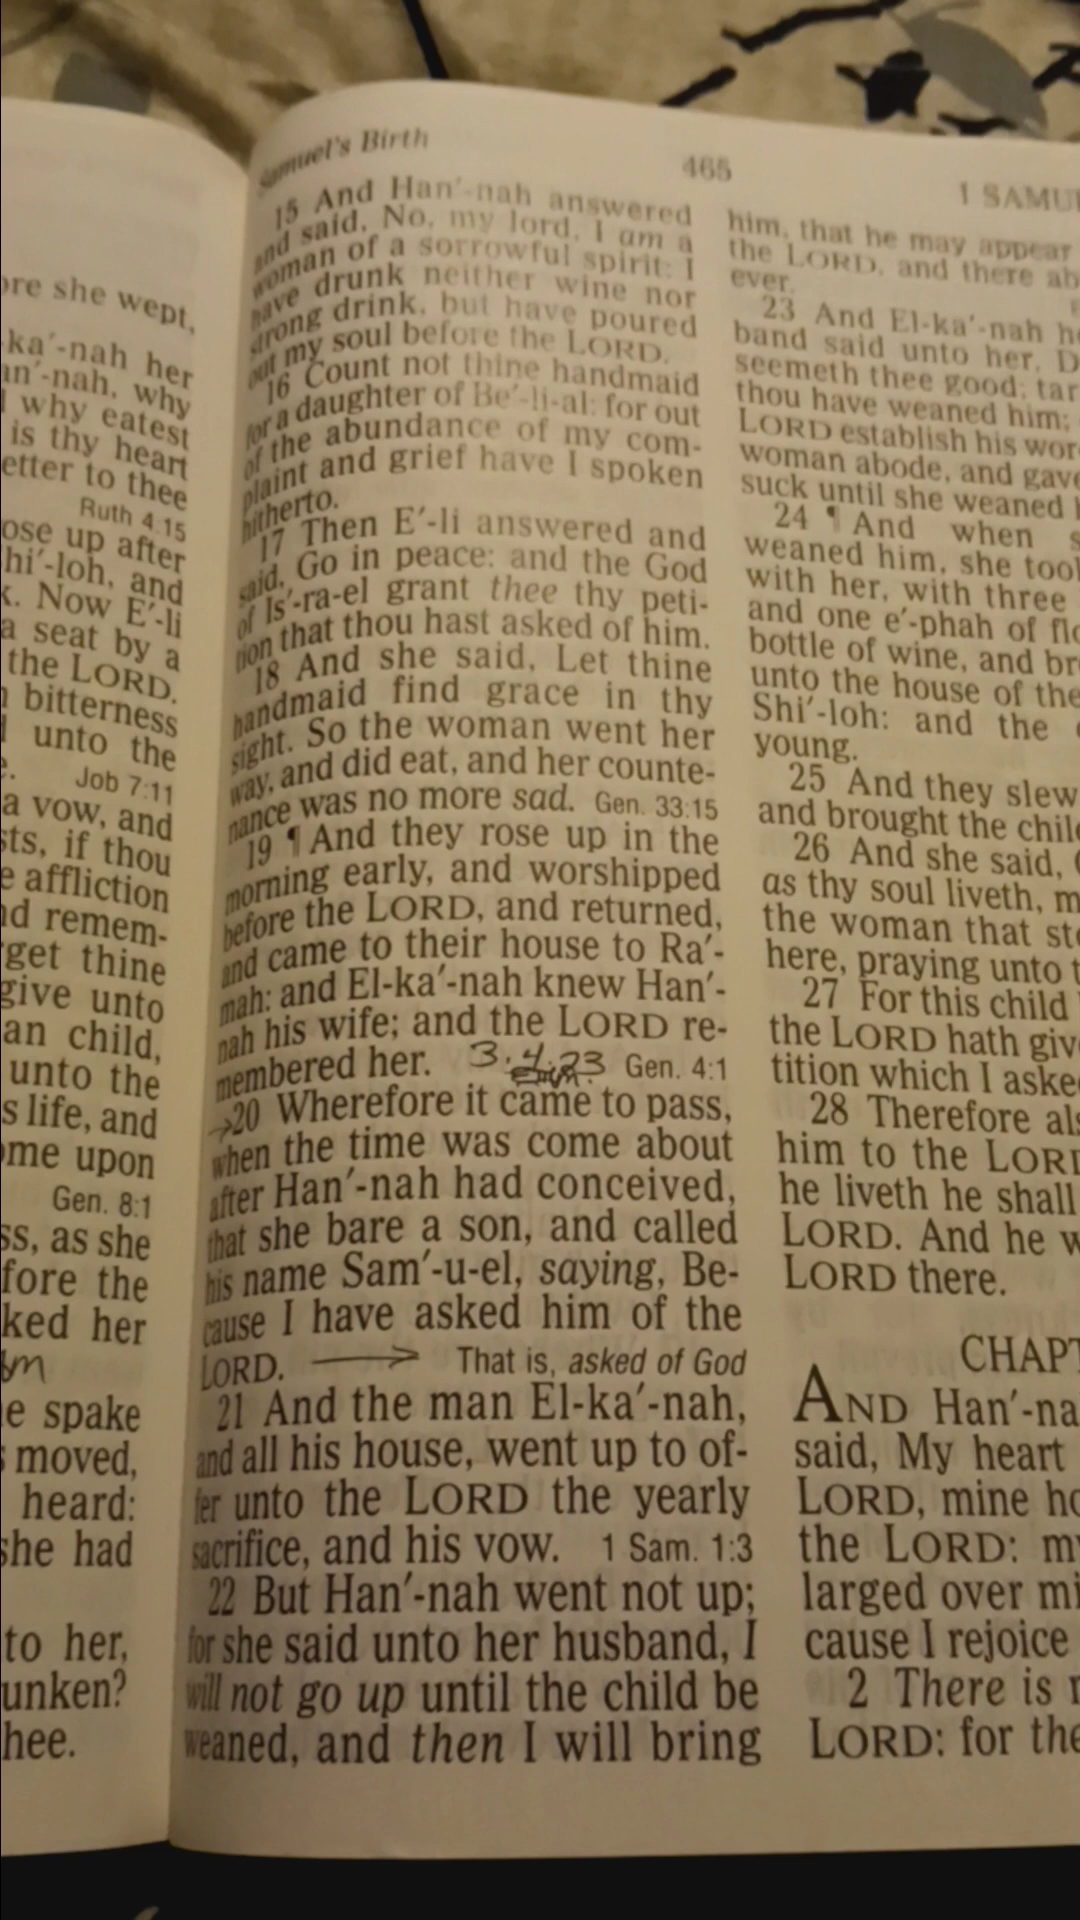 ore she wept,
ka'-nah her
an'-nah, why
why eatest
is thy heart
etter to thee
Ruth 4:15
ose up after
hi'-loh, and
k. Now E'-li
a seat by a
the LORD.
bitterness
unto the
Job 7:11
a vow, and
sts, if thou
e affliction
nd remem-
rget thine
give unto
an child,
unto the
s life, and
ome upon
Gen. 8:1
ss, as she
fore the
ked her
e spake
moved,
heard:
she had
to her,
unken?
hee.
Samuel's Birth
465
1 SAMU
15 And Han'-nah answered
and said, No, my lord, I am a
woman of a sorrowful spirit: I
have drunk neither wine nor
strong drink, but have poured
out my soul before the LORD.
16 Count not thine handmaid
for a daughter of Be'-li-al: for out
of the abundance of my com-
plaint and grief have I spoken
hitherto.
17 Then E'-li answered and
said, Go in peace: and the God
of Is'-ra-el grant thee thy peti-
tion that thou hast asked of him.
18 And she said, Let thine
handmaid find grace in thy
sight. So the woman went her
way, and did eat, and her counte-
nance was no more sad. Gen. 33:15
19 ¶ And they rose up in the
morning early, and worshipped
before the LORD, and returned,
and came to their house to Ra'-
mah: and El-ka'-nah knew Han'-
nah his wife; and the LORD re-
membered her. 3.4.23 Gen. 4:1
→20 Wherefore it came to pass,
when the time was come about
after Han'-nah had conceived,
that she bare a son, and called
his name Sam'-u-el, saying, Be-
cause I have asked him of the
LORD. → That is, asked of God
21 And the man El-ka'-nah,
and all his house, went up to of-
fer unto the LORD the yearly
sacrifice, and his vow. 1 Sam. 1:3
22 But Han'-nah went not up;
for she said unto her husband, I
will not go up until the child be
weaned, and then I will bring
him, that he may appear
the LORD, and there ab
ever.
23 And El-ka'-nah he
band said unto her, D
seemeth thee good; tar
thou have weaned him;
LORD establish his wor
woman abode, and gave
suck until she weaned h
24 ¶ And when s
weaned him, she took
with her, with three
and one e'-phah of flo
bottle of wine, and br
unto the house of the
Shi'-loh: and the
young.
25 And they slew
and brought the chil
26 And she said,
as thy soul liveth, m
the woman that sto
here, praying unto t
27 For this child
the LORD hath giv
tition which I aske
28 Therefore als
him to the LORD
he liveth he shall
LORD. And he w
LORD there.
CHAPT
AND Han'-na
said, My heart
LORD, mine ho
the LORD: my
larged over mi
cause I rejoice
2 There is
LORD: for the